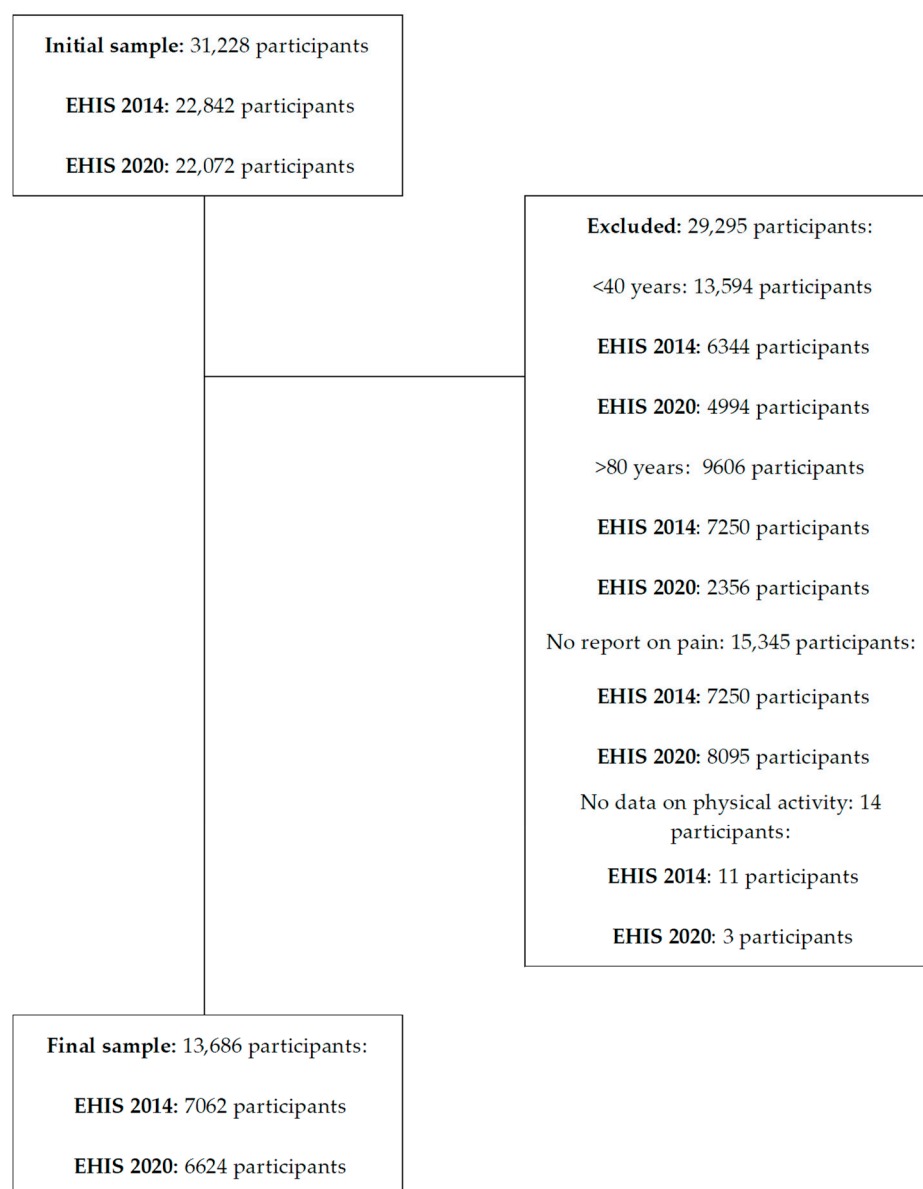 Initial sample: 31,228 participants
EHIS 2014: 22,842 participants
EHIS 2020: 22,072 participants
Excluded: 29,295 participants:
<40 years: 13,594 participants
EHIS 2014: 6344 participants
EHIS 2020: 4994 participants
>80 years: 9606 participants
EHIS 2014: 7250 participants
EHIS 2020: 2356 participants
No report on pain: 15,345 participants:
EHIS 2014: 7250 participants
EHIS 2020: 8095 participants
No data on physical activity: 14
participants:
EHIS 2014: 11 participants
EHIS 2020: 3 participants
Final sample: 13,686 participants:
EHIS 2014: 7062 participants
EHIS 2020: 6624 participants